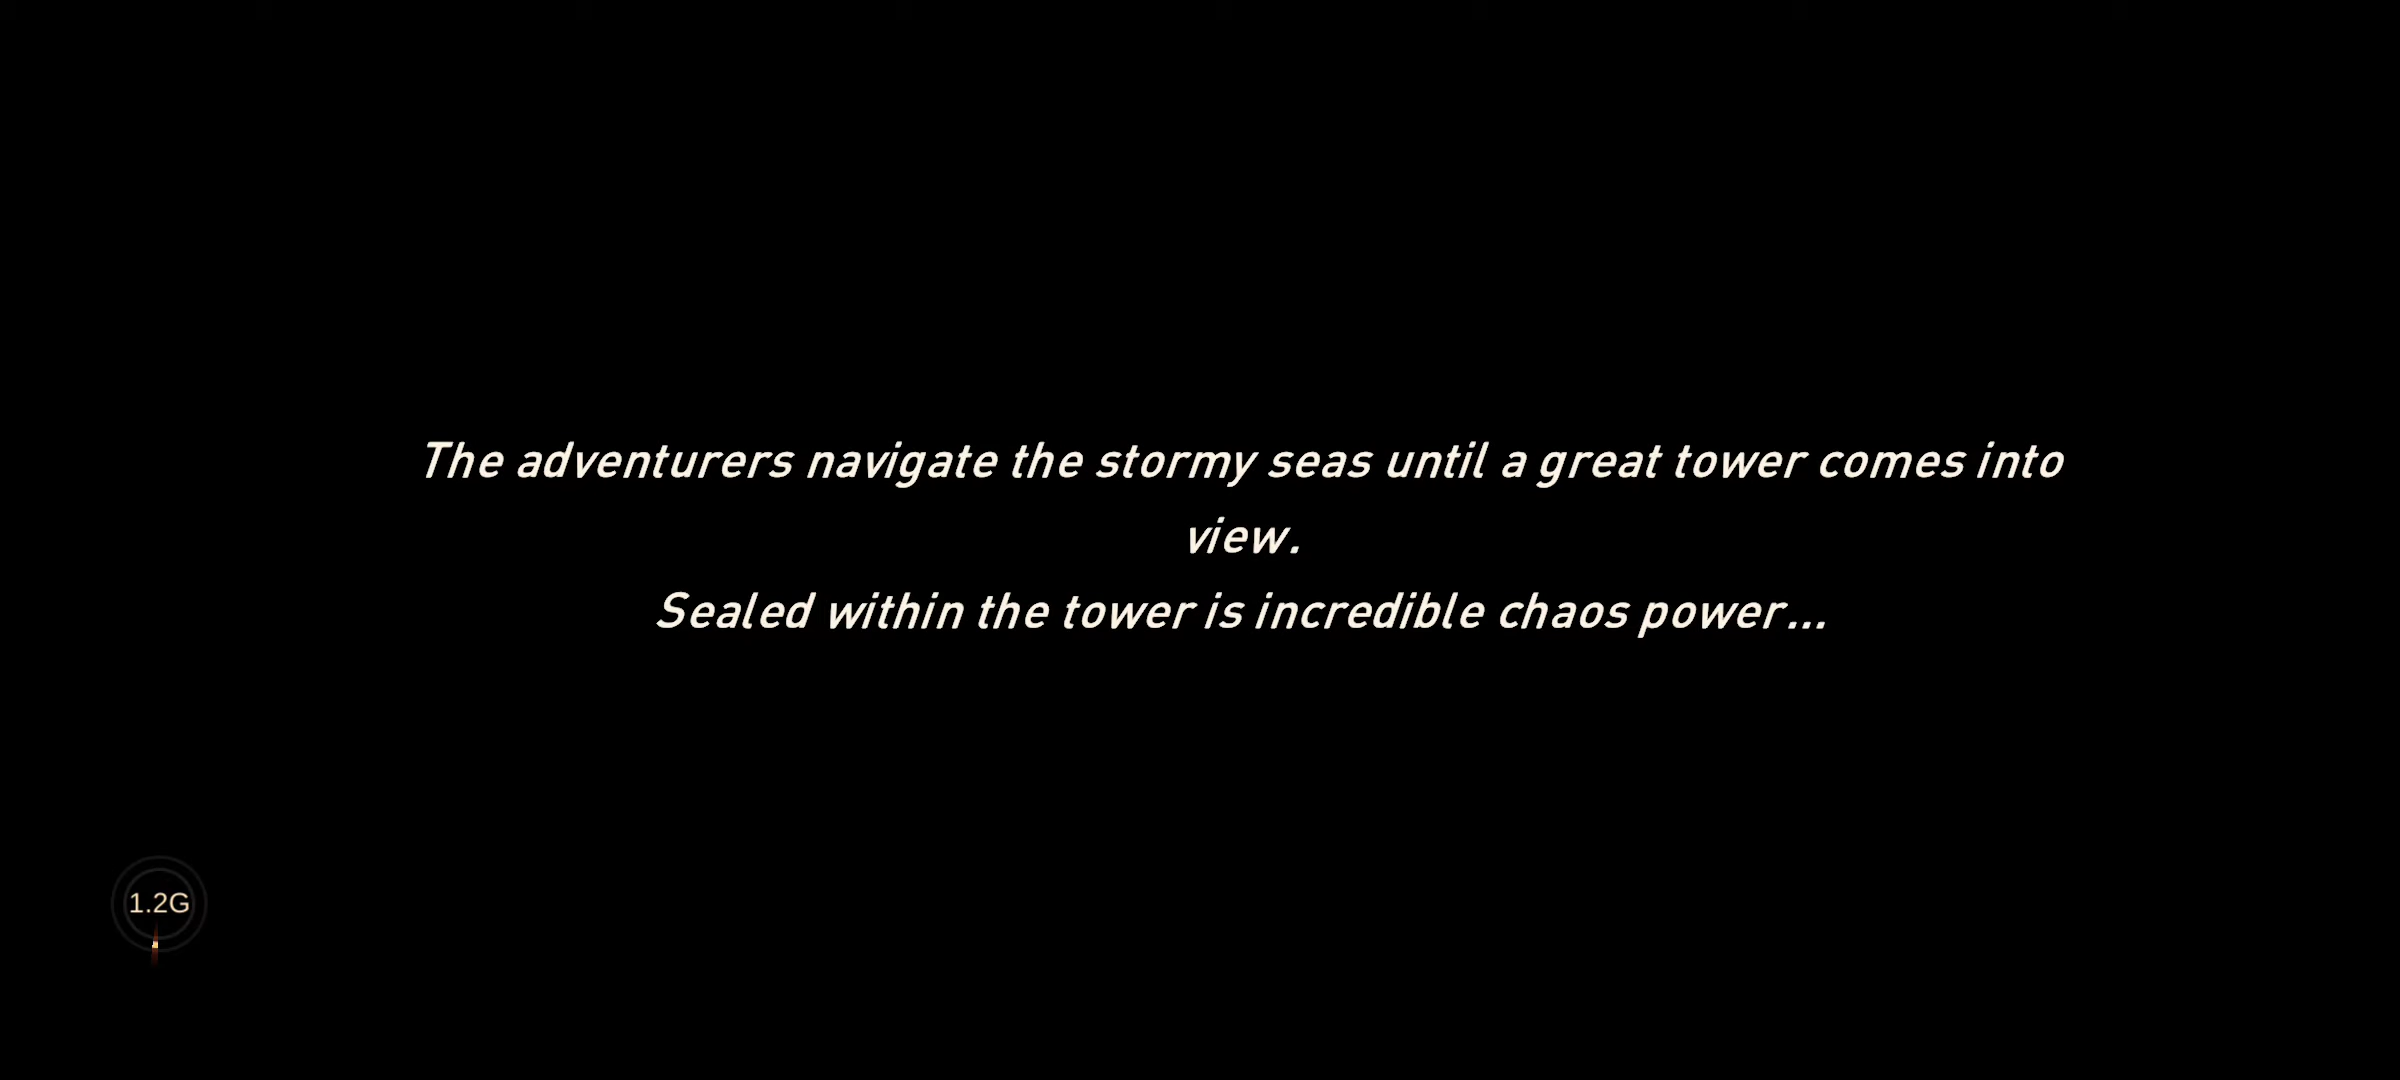 The adventurers navigate the stormy seas until a great tower comes into
view.
Sealed within the tower is incredible chaos power...
1.2G